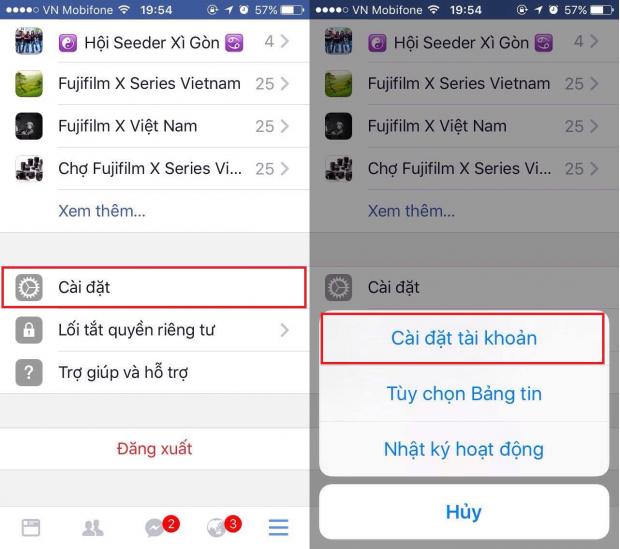 VN Mobifone 19:54 57%
Hội Seeder Xì Gòn 4
Fujifilm X Series Vietnam 25
Fujifilm X Việt Nam 25
Chợ Fujifilm X Series Vi... 25
Xem thêm...
Cài đặt
Lối tắt quyền riêng tư
? Trợ giúp và hỗ trợ
Đăng xuất
2 3
VN Mobifone 19:54 57%
Hội Seeder Xì Gòn 4
Fujifilm X Series Vietnam 25
Fujifilm X Việt Nam 25
Chợ Fujifilm X Series Vi... 25
Xem thêm...
Cài đặt
Cài đặt tài khoản
Tùy chọn Bảng tin
Nhật ký hoạt động
Hủy